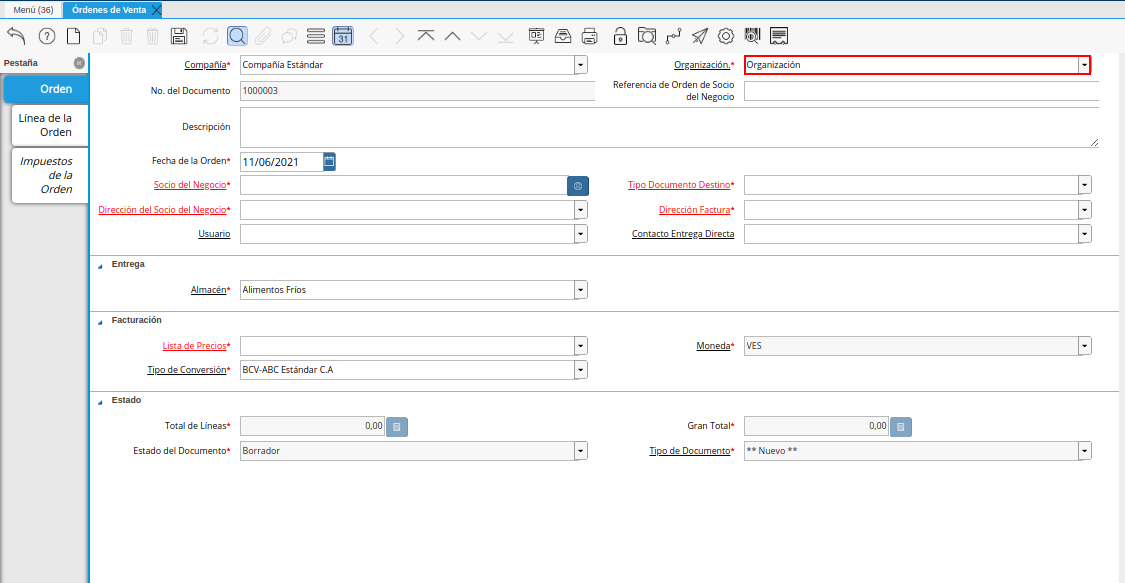 Menú (36)
Órdenes de Venta
31
Pestaña
Orden
Línea de la
Orden
Impuestos
de la
Orden
Compañía*
Compañía Estándar
Organización.*
Organización
No. del Documento
1000003
Referencia de Orden de Socio
del Negocio
Descripción
Fecha de la Orden*
11/06/2021
Socio del Negocio*
Tipo Documento Destino*
Dirección del Socio del Negocio*
Dirección Factura*
Usuario
Contacto Entrega Directa
Entrega
Almacén*
Alimentos Fríos
Facturación
Lista de Precios*
Moneda*
VES
Tipo de Conversión*
BCV-ABC Estándar C.A
Estado
Total de Líneas*
0,00
Gran Total*
0,00
Estado del Documento*
Borrador
Tipo de Documento*
** Nuevo **